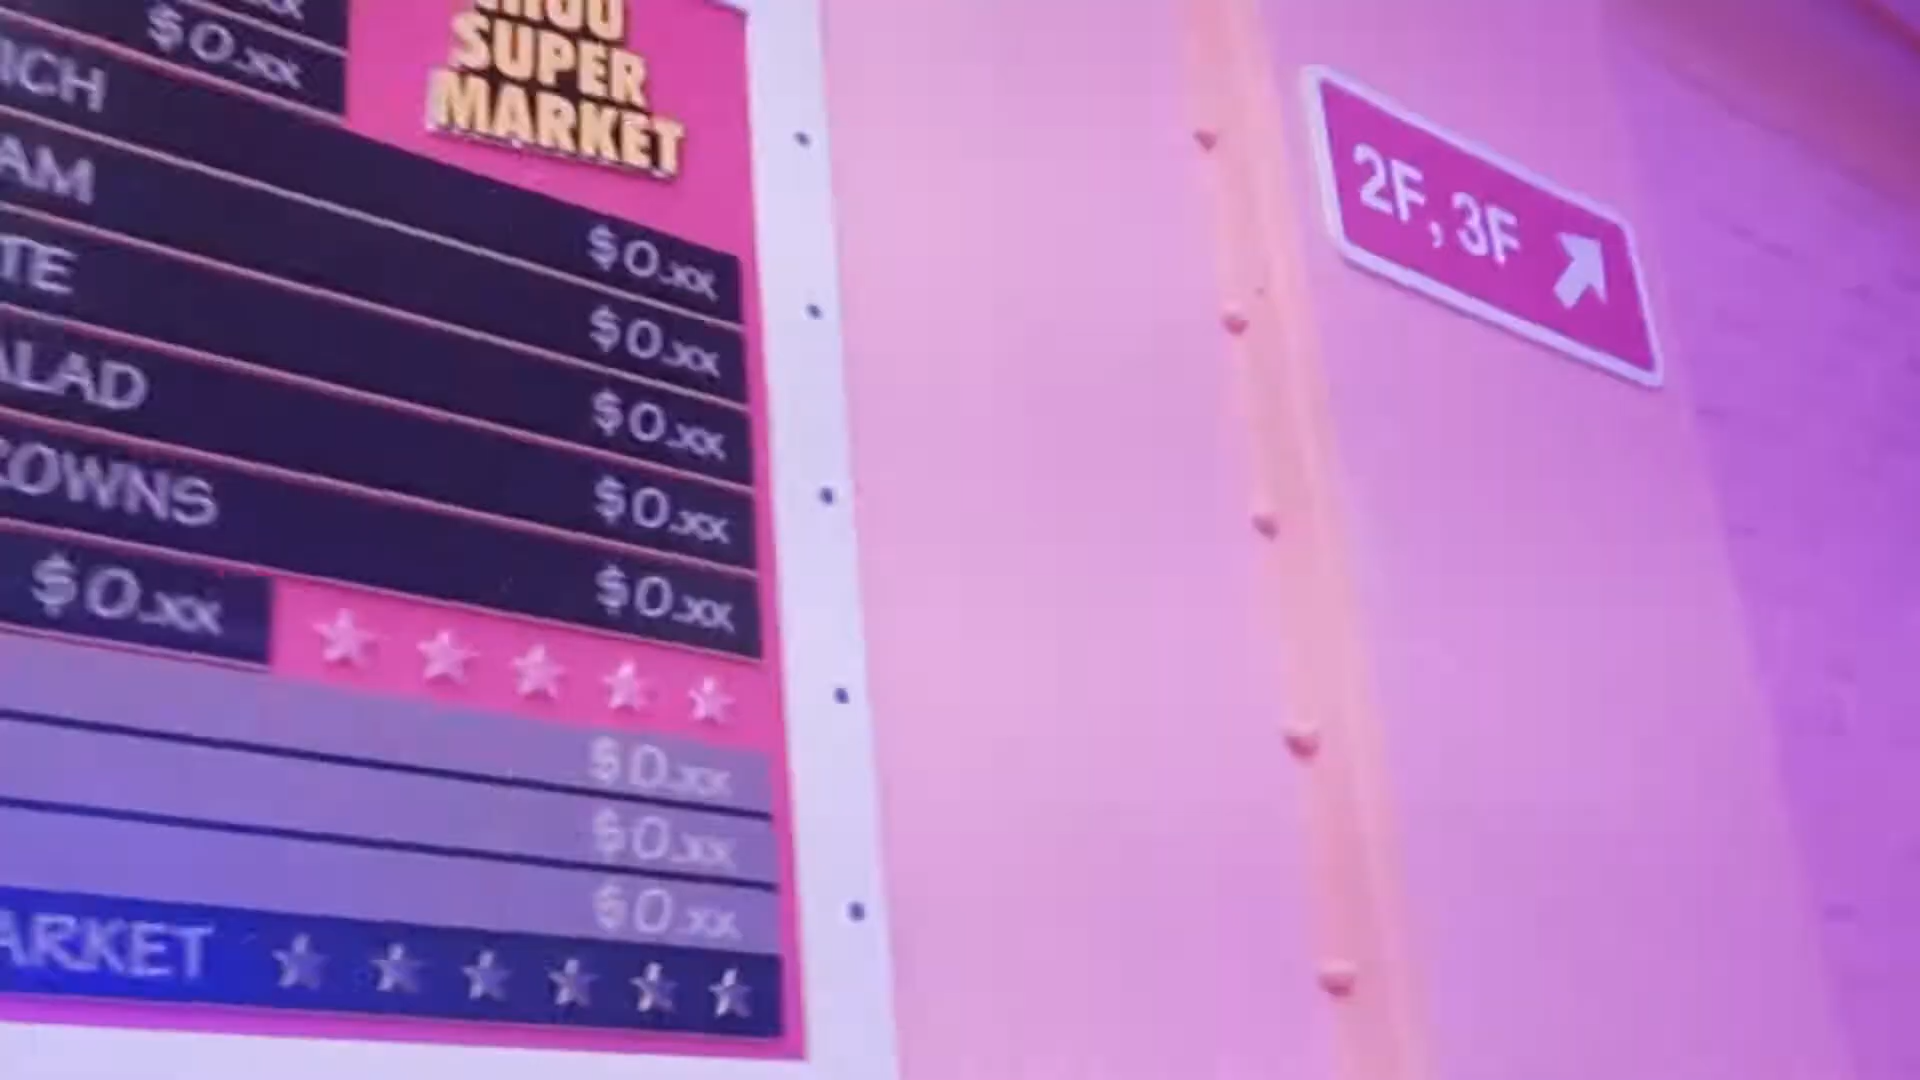 $0.xx
SUPER
MARKET
ICH $0.xx
AM $0.xx
TE $0.xx
ALAD $0.xx
ROWNS $0.xx
$0.xx
$0.xx
$0.xx
$0.xx
ARKET
2F, 3F